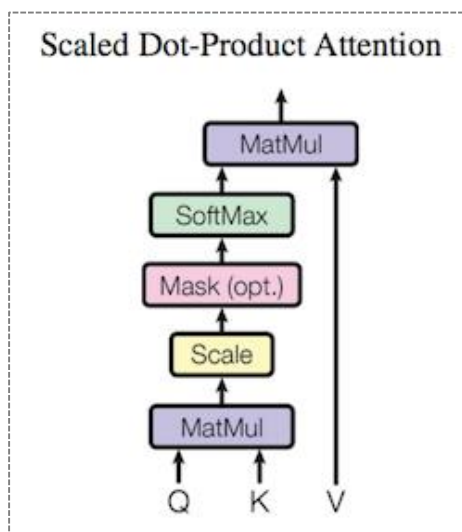 Scaled Dot-Product Attention
MatMul
SoftMax
Mask (opt.)
Scale
MatMul
Q K V